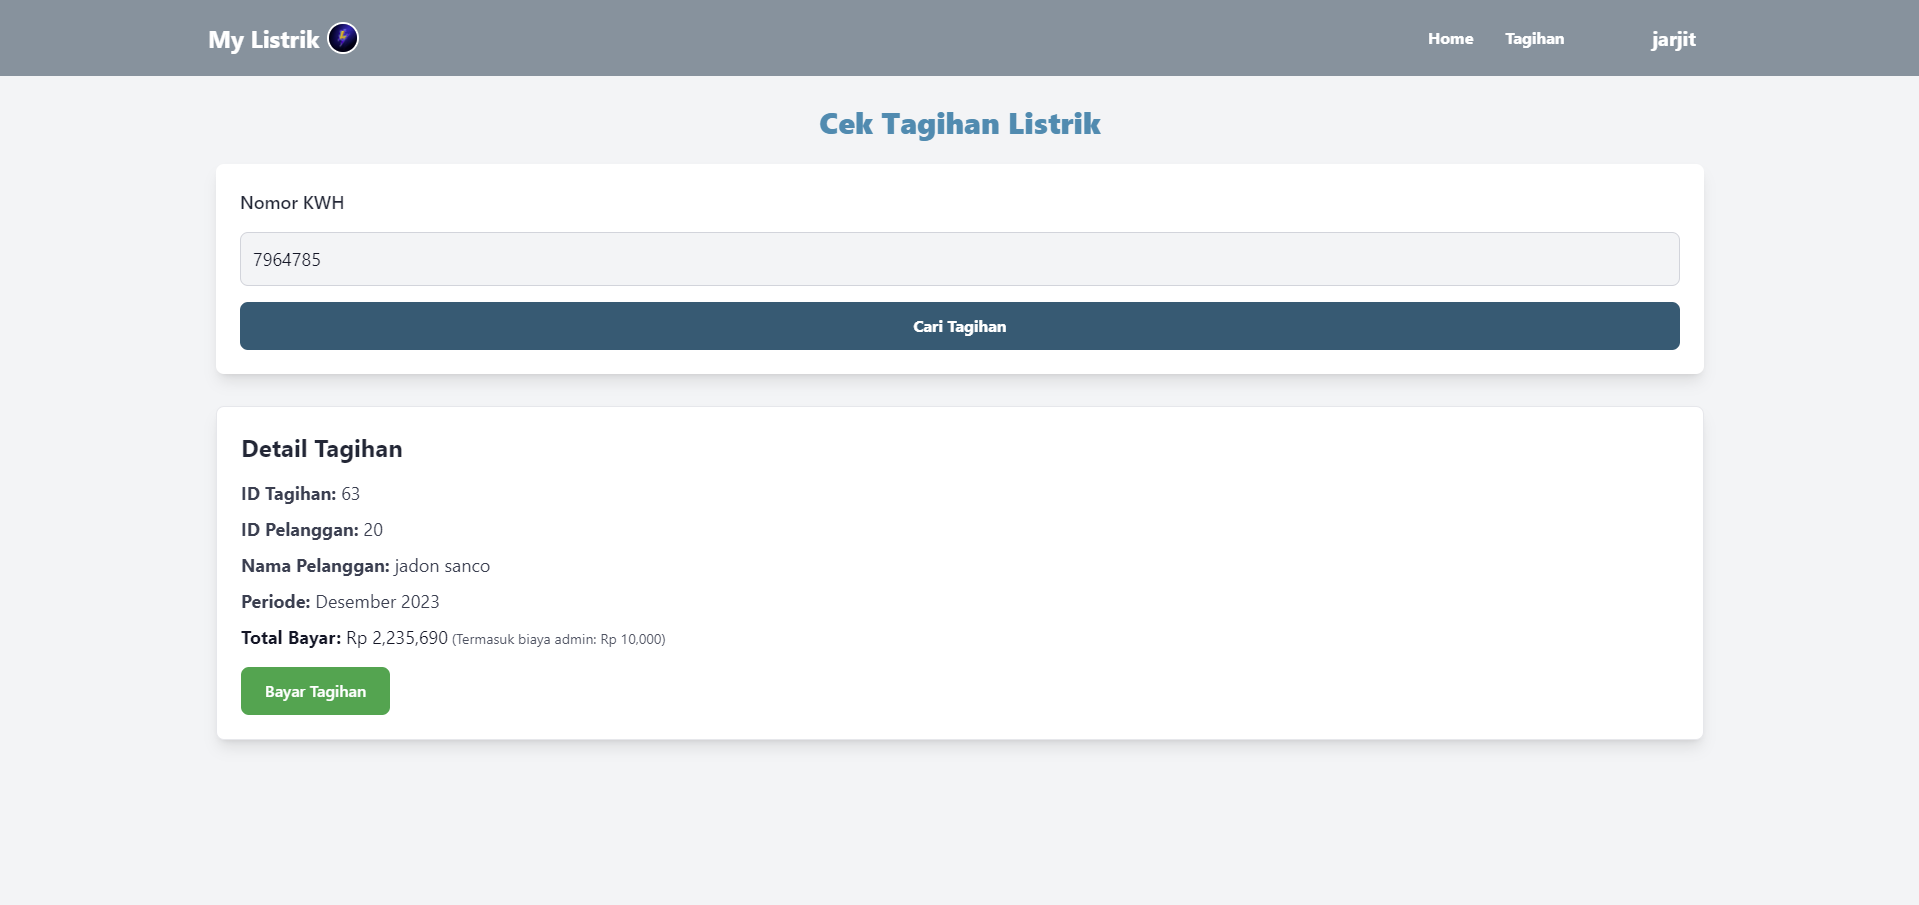 My Listrik
Home Tagihan jarjit
Cek Tagihan Listrik
Nomor KWH
7964785
Cari Tagihan
Detail Tagihan
ID Tagihan: 63
ID Pelanggan: 20
Nama Pelanggan: jadon sanco
Periode: Desember 2023
Total Bayar: Rp 2,235,690 (Termasuk biaya admin: Rp 10,000)
Bayar Tagihan